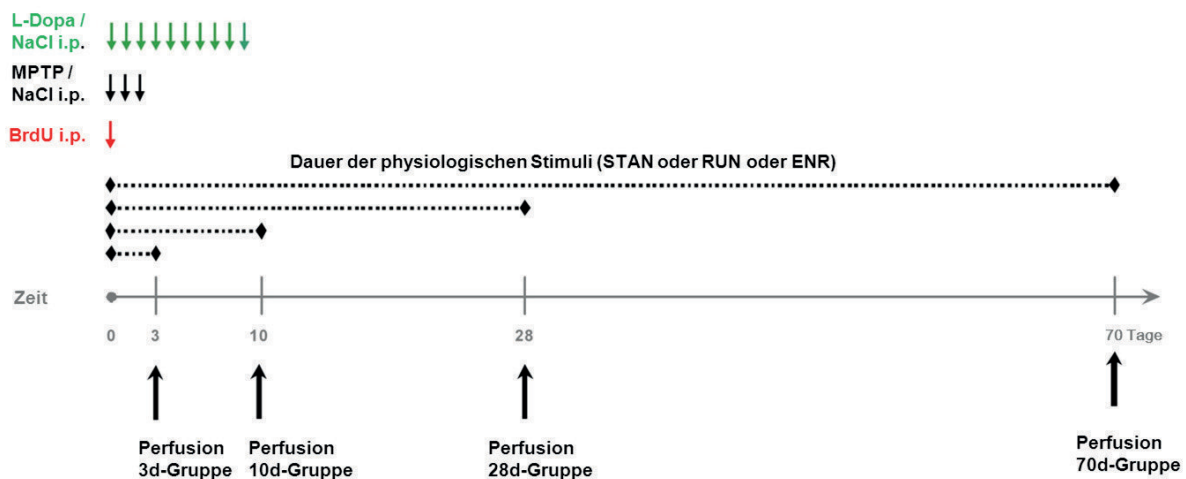 L-Dopa /
NaCl i.p.
MPTP /
NaCl i.p.
BrdU i.p.
Dauer der physiologischen Stimuli (STAN oder RUN oder ENR)
Zeit
0 3 10 28 70 Tage
Perfusion
3d-Gruppe
Perfusion
10d-Gruppe
Perfusion
28d-Gruppe
Perfusion
70d-Gruppe